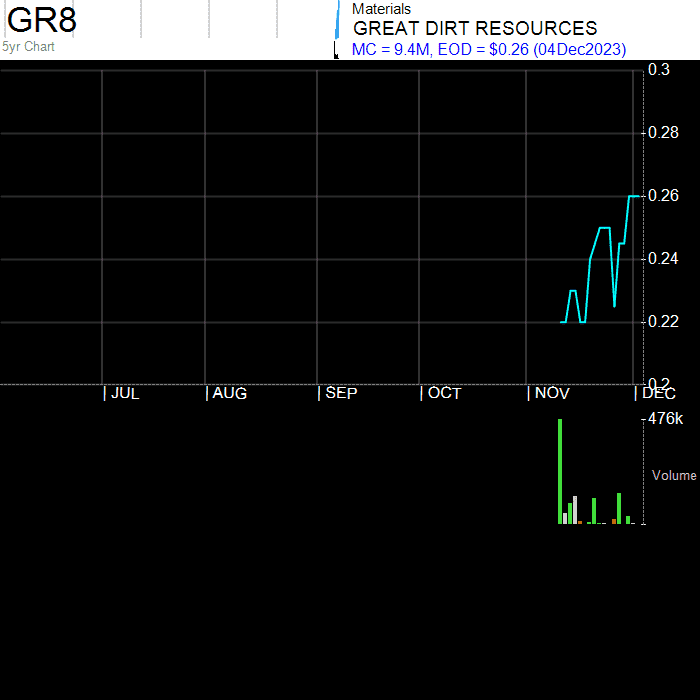 GR8
5yr Chart
Materials
GREAT DIRT RESOURCES
MC = 9.4M, EOD = $0.26 (04Dec2023)
0.3
0.28
0.26
0.24
0.22
0.2
| JUL | AUG | SEP | OCT | NOV | DEC
476k
Volume